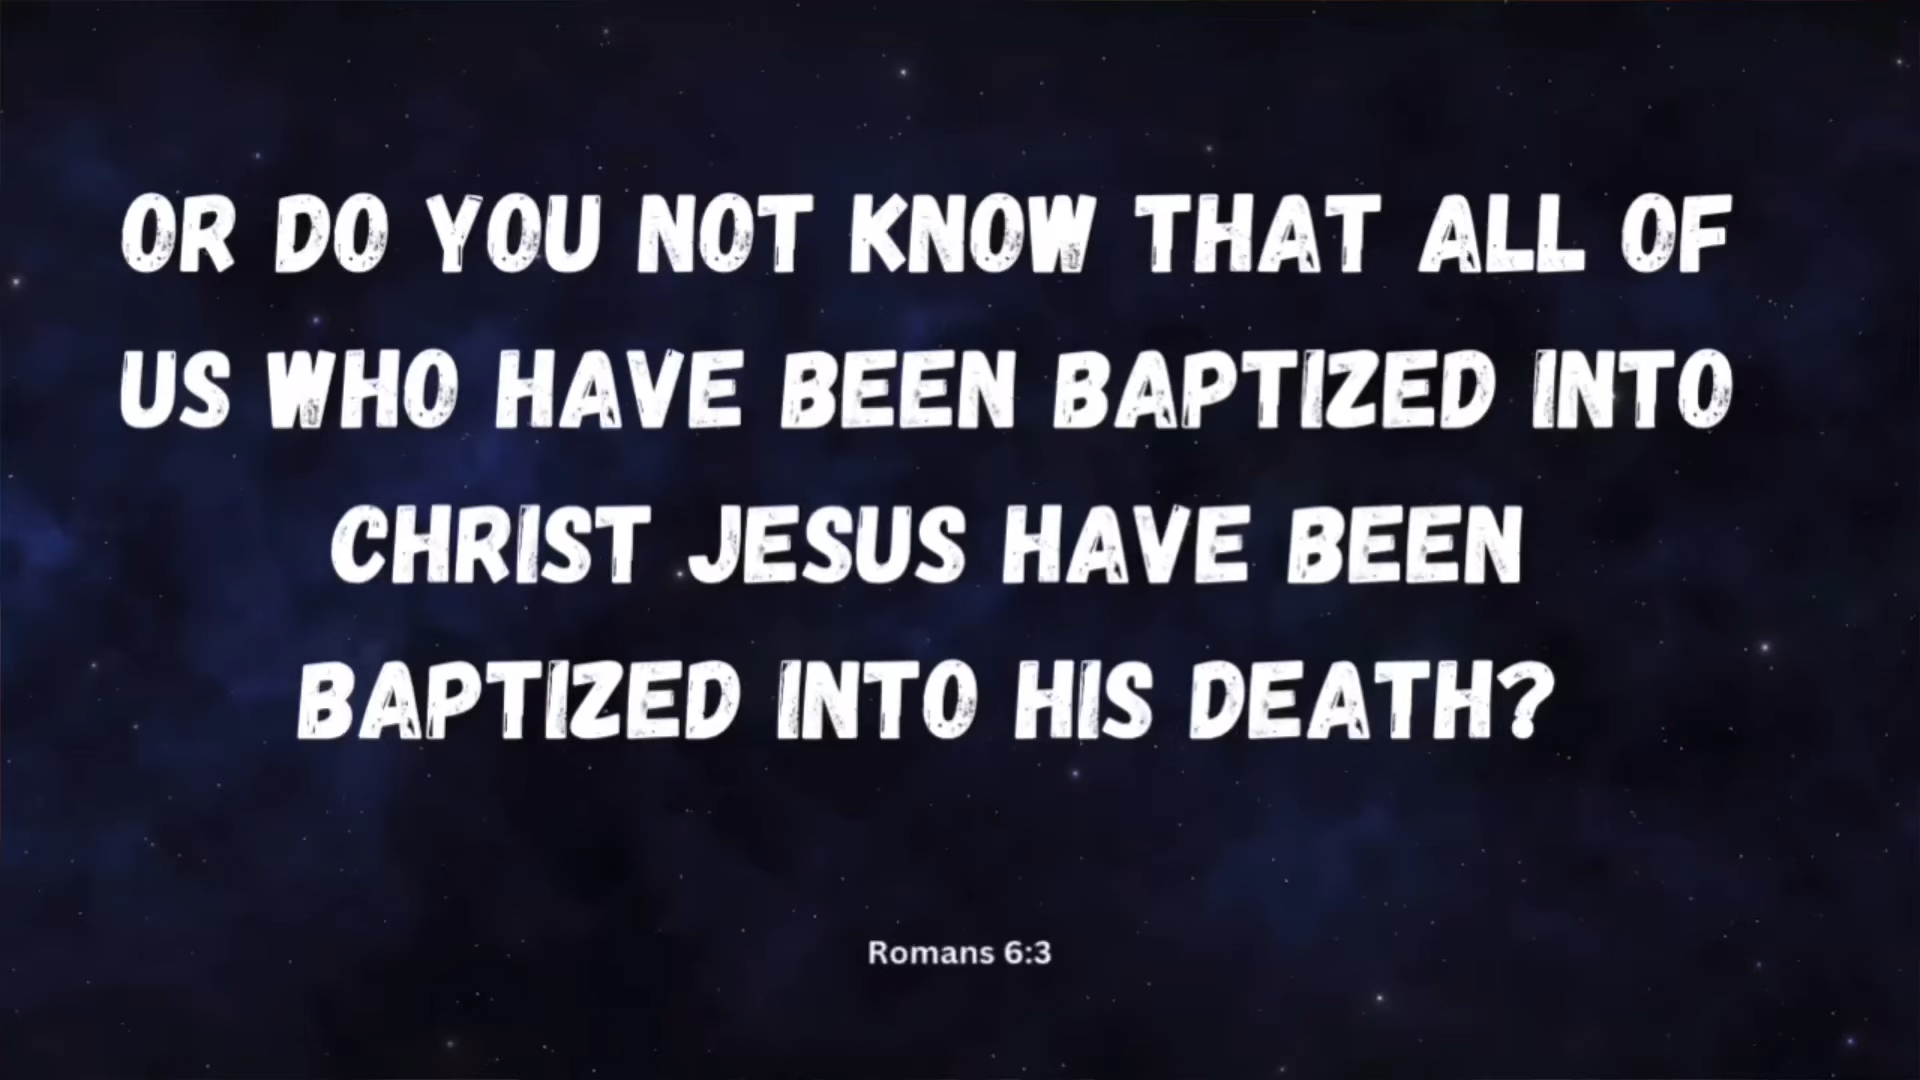 OR DO YOU NOT KNOW THAT ALL OF
US WHO HAVE BEEN BAPTIZED INTO
CHRIST JESUS HAVE BEEN
BAPTIZED INTO HIS DEATH?
Romans 6:3